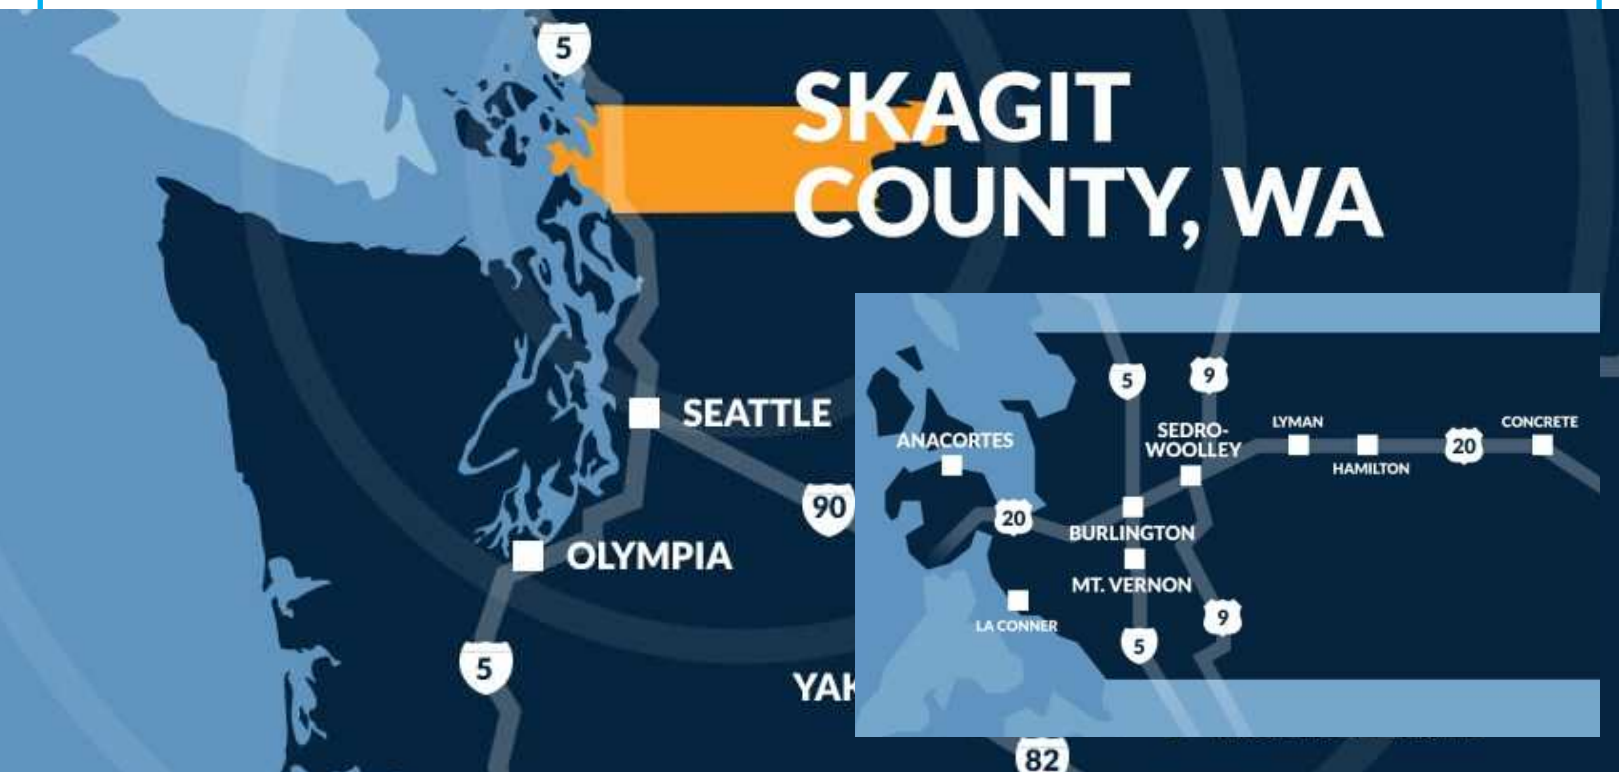 5
SKAGIT
COUNTY, WA
SEATTLE
90
OLYMPIA
5
YAK
82
5
9
LYMAN
CONCRETE
SEDRO-
WOOLLEY
ANACORTES
20
HAMILTON
20
BURLINGTON
MT. VERNON
LA CONNER
9
5